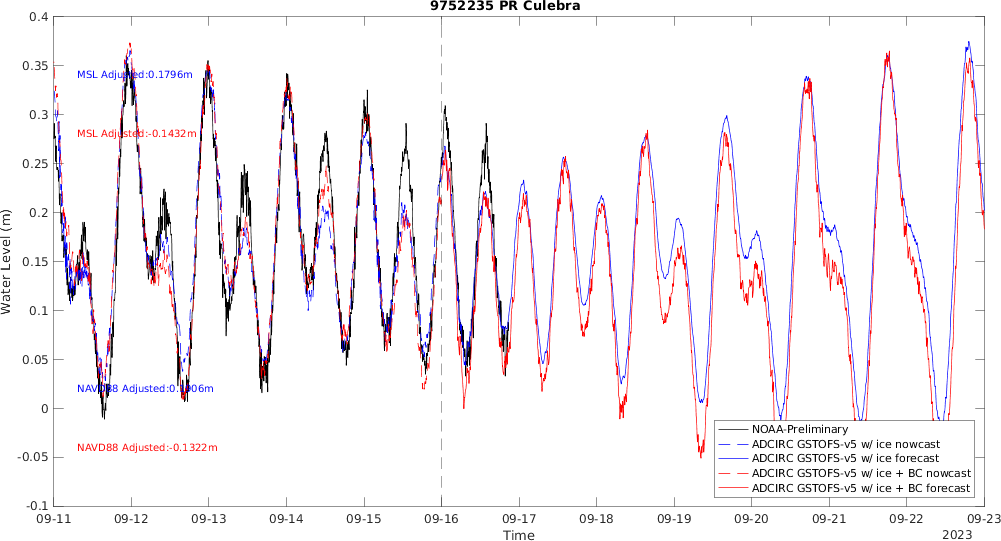 9752235 PR Culebra
0.4
0.35
0.3
0.25
0.2
0.15
0.1
0.05
0
-0.05
-0.1
Water Level (m)
MSL Adjusted:0.1796m
MSL Adjusted:-0.1432m
NAVD88 Adjusted:0.1906m
NAVD88 Adjusted:-0.1322m
NOAA-Preliminary
ADCIRC GSTOFS-v5 w/ ice nowcast
ADCIRC GSTOFS-v5 w/ ice forecast
ADCIRC GSTOFS-v5 w/ ice + BC nowcast
ADCIRC GSTOFS-v5 w/ ice + BC forecast
09-11 09-12 09-13 09-14 09-15 09-16 09-17 09-18 09-19 09-20 09-21 09-22 09-23
Time
2023